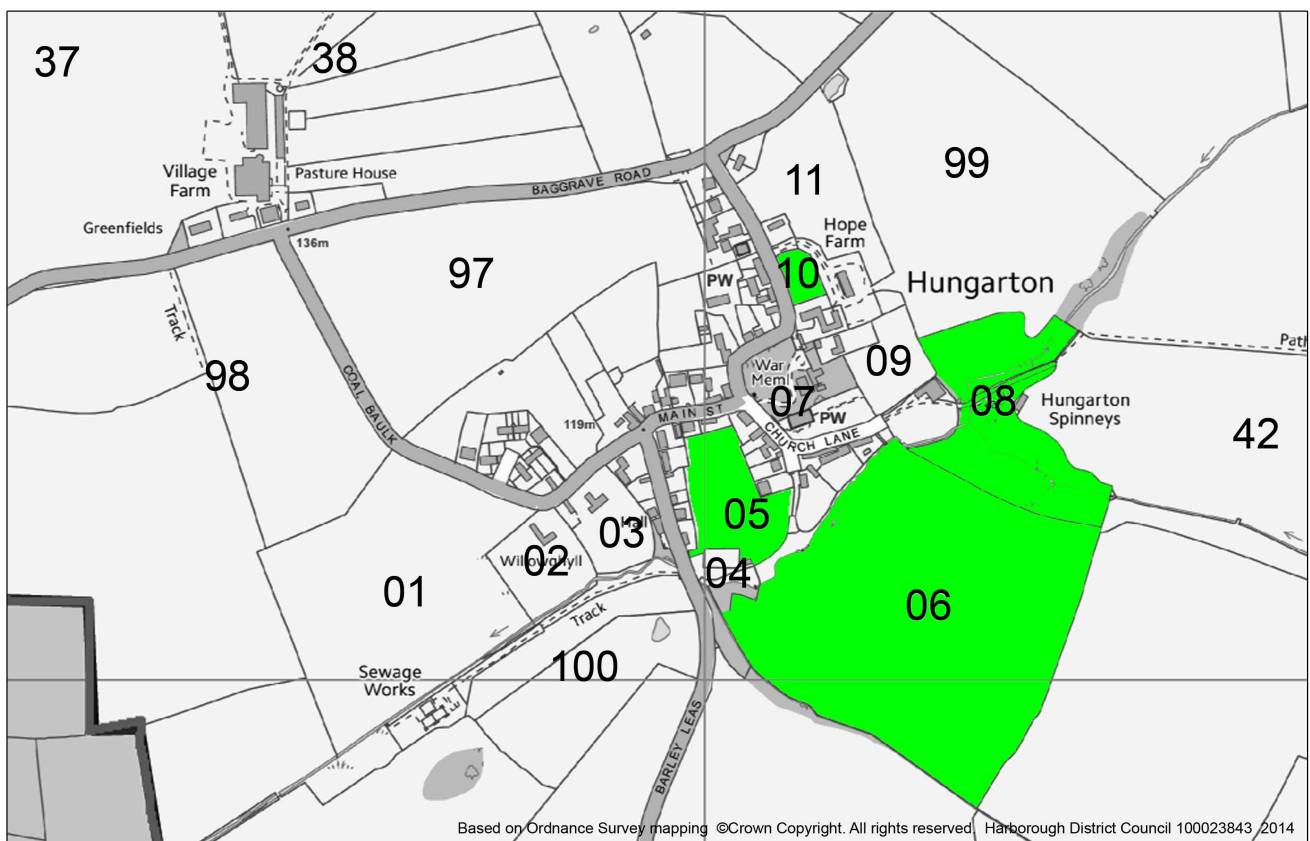 37
38
Village
Farm
Pasture House
BAGGRAVE ROAD
11
99
Greenfields
136m
Hope
Farm
97
PW
10
Hungarton
Track
98
COAL BAULK
War
Meml
09
Path
07
08
Hungarton
Spinneys
119m
MAIN ST
PW
CHURCH LANE
42
05
03
Hall
02
Willowghyll
04
01
06
Track
100
Sewage
Works
BARLEY LEAS
Based on Ordnance Survey mapping ©Crown Copyright. All rights reserved. Harborough District Council 100023843 2014